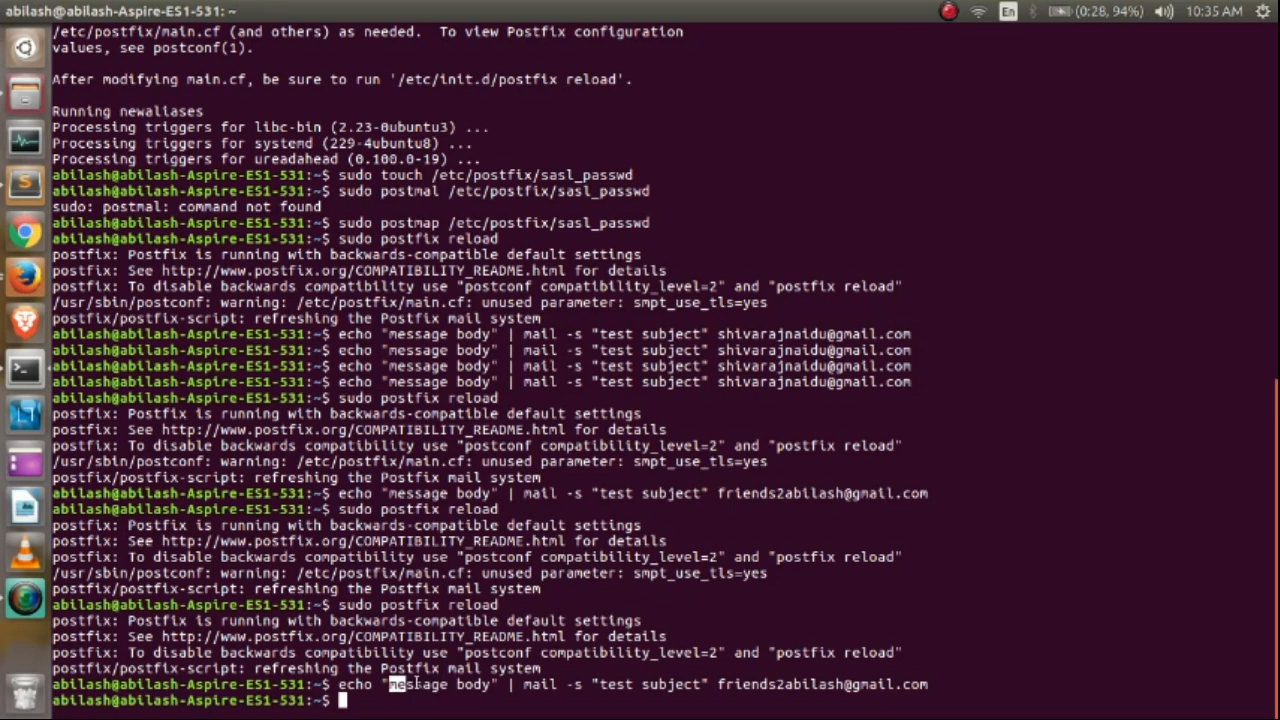 abilash@abilash-Aspire-ES1-531: ~
En
(0:28, 94%)
10:35 AM
/etc/postfix/main.cf (and others) as needed.  To view Postfix configuration
values, see postconf(1).
After modifying main.cf, be sure to run '/etc/init.d/postfix reload'.
Running newaliases
Processing triggers for libc-bin (2.23-0ubuntu3) ...
Processing triggers for systemd (229-4ubuntu8) ...
Processing triggers for ureadahead (0.100.0-19) ...
abilash@abilash-Aspire-ES1-531:~$ sudo touch /etc/postfix/sasl_passwd
abilash@abilash-Aspire-ES1-531:~$ sudo postmal /etc/postfix/sasl_passwd
sudo: postmal: command not found
abilash@abilash-Aspire-ES1-531:~$ sudo postmap /etc/postfix/sasl_passwd
abilash@abilash-Aspire-ES1-531:~$ sudo postfix reload
postfix: Postfix is running with backwards-compatible default settings
postfix: See http://www.postfix.org/COMPATIBILITY_README.html for details
postfix: To disable backwards compatibility use "postconf compatibility_level=2" and "postfix reload"
/usr/sbin/postconf: warning: /etc/postfix/main.cf: unused parameter: smpt_use_tls=yes
postfix/postfix-script: refreshing the Postfix mail system
abilash@abilash-Aspire-ES1-531:~$ echo "message body" | mail -s "test subject" shivarajnaidu@gmail.com
abilash@abilash-Aspire-ES1-531:~$ echo "message body" | mail -s "test subject" shivarajnaidu@gmail.com
abilash@abilash-Aspire-ES1-531:~$ echo "message body" | mail -s "test subject" shivarajnaidu@gmail.com
abilash@abilash-Aspire-ES1-531:~$ echo "message body" | mail -s "test subject" shivarajnaidu@gmail.com
abilash@abilash-Aspire-ES1-531:~$ sudo postfix reload
postfix: Postfix is running with backwards-compatible default settings
postfix: See http://www.postfix.org/COMPATIBILITY_README.html for details
postfix: To disable backwards compatibility use "postconf compatibility_level=2" and "postfix reload"
/usr/sbin/postconf: warning: /etc/postfix/main.cf: unused parameter: smpt_use_tls=yes
postfix/postfix-script: refreshing the Postfix mail system
abilash@abilash-Aspire-ES1-531:~$ echo "message body" | mail -s "test subject" friends2abilash@gmail.com
abilash@abilash-Aspire-ES1-531:~$ sudo postfix reload
postfix: Postfix is running with backwards-compatible default settings
postfix: See http://www.postfix.org/COMPATIBILITY_README.html for details
postfix: To disable backwards compatibility use "postconf compatibility_level=2" and "postfix reload"
/usr/sbin/postconf: warning: /etc/postfix/main.cf: unused parameter: smpt_use_tls=yes
postfix/postfix-script: refreshing the Postfix mail system
abilash@abilash-Aspire-ES1-531:~$ sudo postfix reload
postfix: Postfix is running with backwards-compatible default settings
postfix: See http://www.postfix.org/COMPATIBILITY_README.html for details
postfix: To disable backwards compatibility use "postconf compatibility_level=2" and "postfix reload"
postfix/postfix-script: refreshing the Postfix mail system
abilash@abilash-Aspire-ES1-531:~$ echo "message body" | mail -s "test subject" friends2abilash@gmail.com
abilash@abilash-Aspire-ES1-531:~$